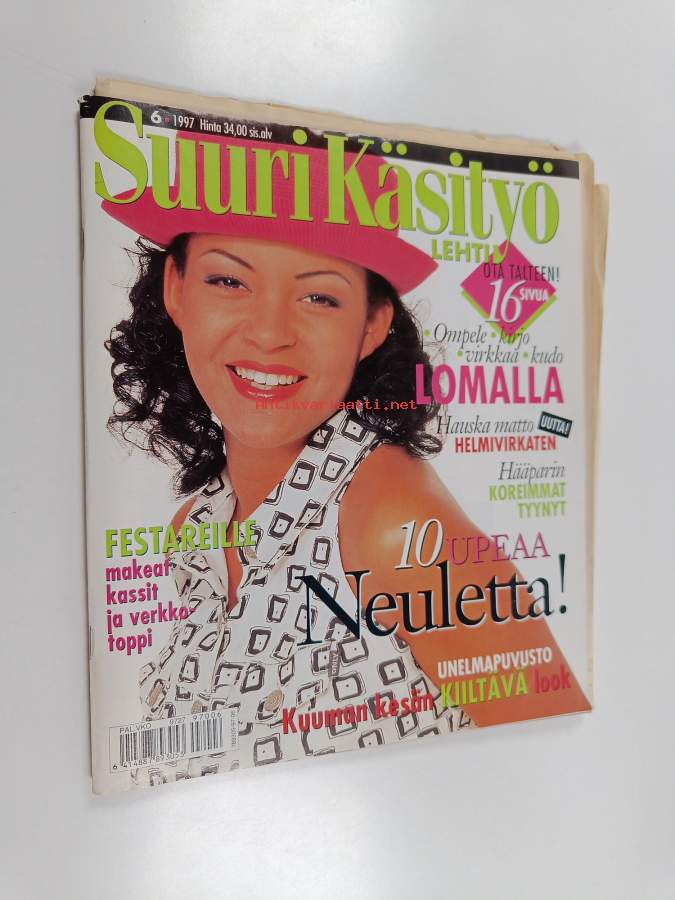 6 1997 Hinta 34,00 sis.alv
Suuri Käsityö
LEHTI
OTA TALTEEN!
16 SIVUA
• Ompele • kirjo
• virkkaa • kudo
LOMALLA
Hauska matto UUTTA!
HELMIVIRKATEN
Hääparin
KOREIMMAT
TYYNYT
antikvariaatti.net
FESTAREILLE
makeat
kassit
ja verkko-
toppi
10 UPEAA
Neuletta!
UNELMAPUVUSTO
Kuuman kesän KIILTÄVÄ look
PAL.VKO 9727 97006